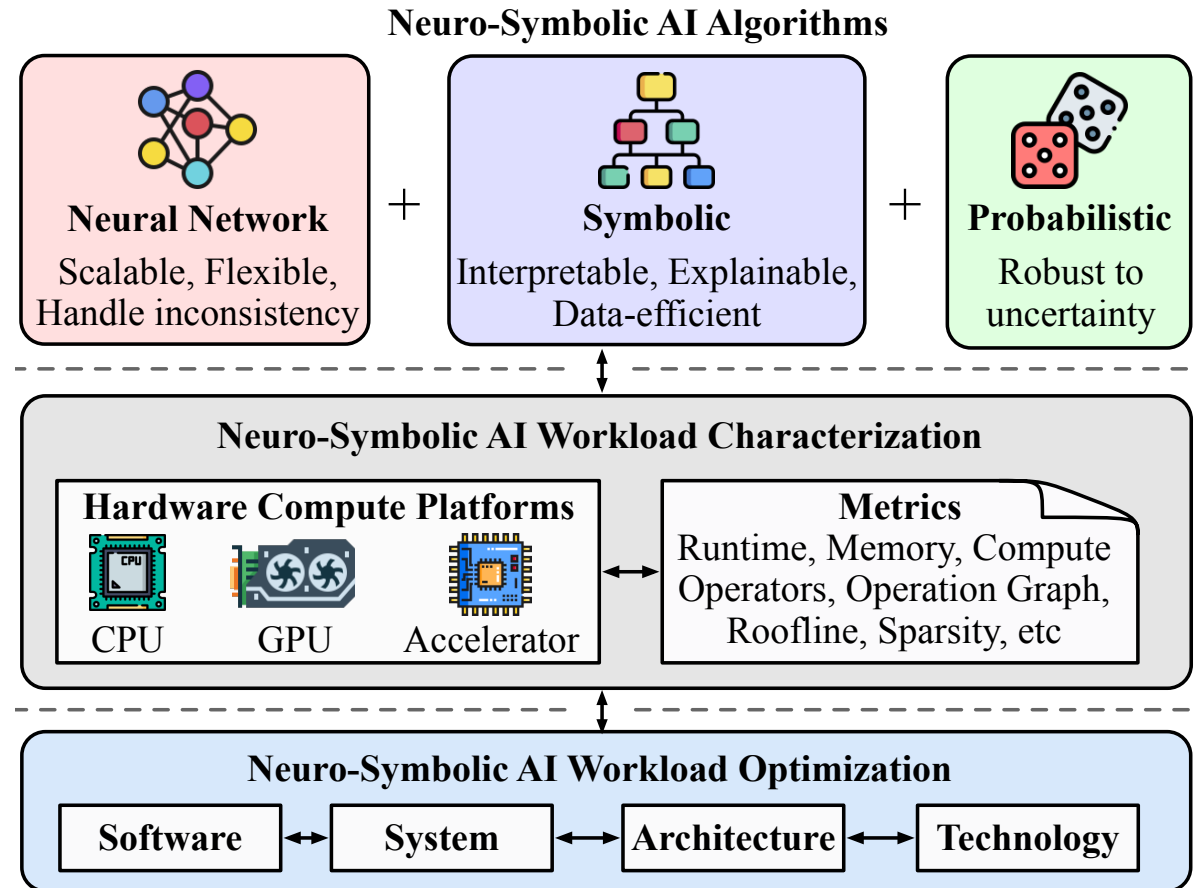 Neuro-Symbolic AI Algorithms
Neural Network
Scalable, Flexible,
Handle inconsistency
+
Symbolic
Interpretable, Explainable,
Data-efficient
+
Probabilistic
Robust to
uncertainty
Neuro-Symbolic AI Workload Characterization
Hardware Compute Platforms
CPU
CPU
GPU
Accelerator
Metrics
Runtime, Memory, Compute
Operators, Operation Graph,
Roofline, Sparsity, etc
Neuro-Symbolic AI Workload Optimization
Software
System
Architecture
Technology